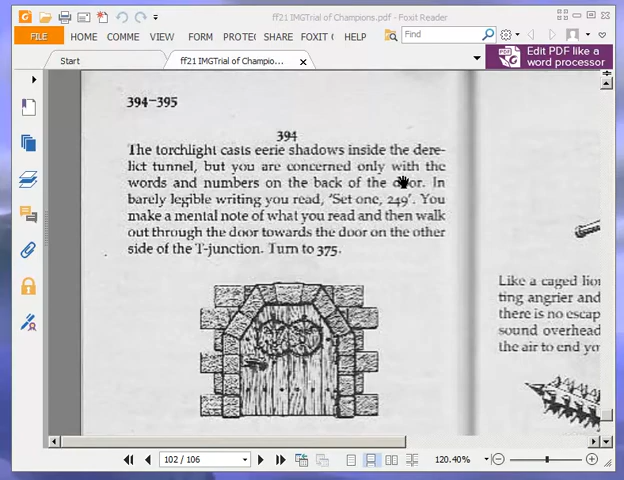 ff21 IMGTrial of Champions.pdf - Foxit Reader
FILE HOME COMME VIEW FORM PROTEC SHARE FOXIT C HELP Find
Start ff21 IMGTrial of Champio... Edit PDF like a
word processor
394–395
394
The torchlight casts eerie shadows inside the dere-
lict tunnel, but you are concerned only with the
words and numbers on the back of the door. In
barely legible writing you read, ‘Set one, 249’. You
make a mental note of what you read and then walk
out through the door towards the door on the other
side of the T-junction. Turn to 375.
Like a caged lion
ting angrier and
there is no escap
sound overhead
the air to end yo
102 / 106 120.40%